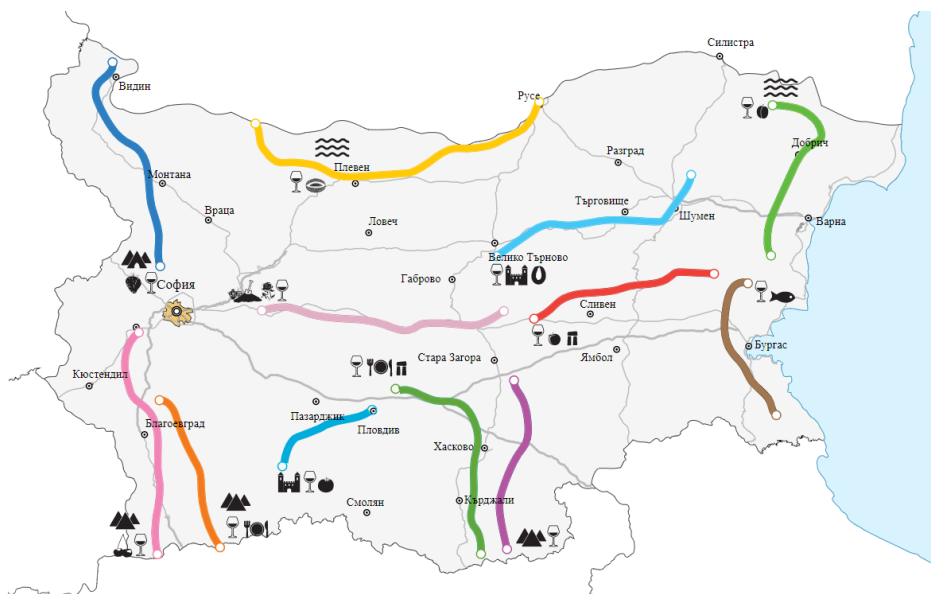 Силистра
Видин
Русе
Разград
Добрич
Плевен
Монтана
Враца
Търговище
Шумен
Варна
Ловеч
Велико Търново
Габрово
София
Сливен
Бургас
Стара Загора
Ямбол
Кюстендил
Пазарджик
Благоевград
Пловдив
Хасково
Смолян
Кърджали